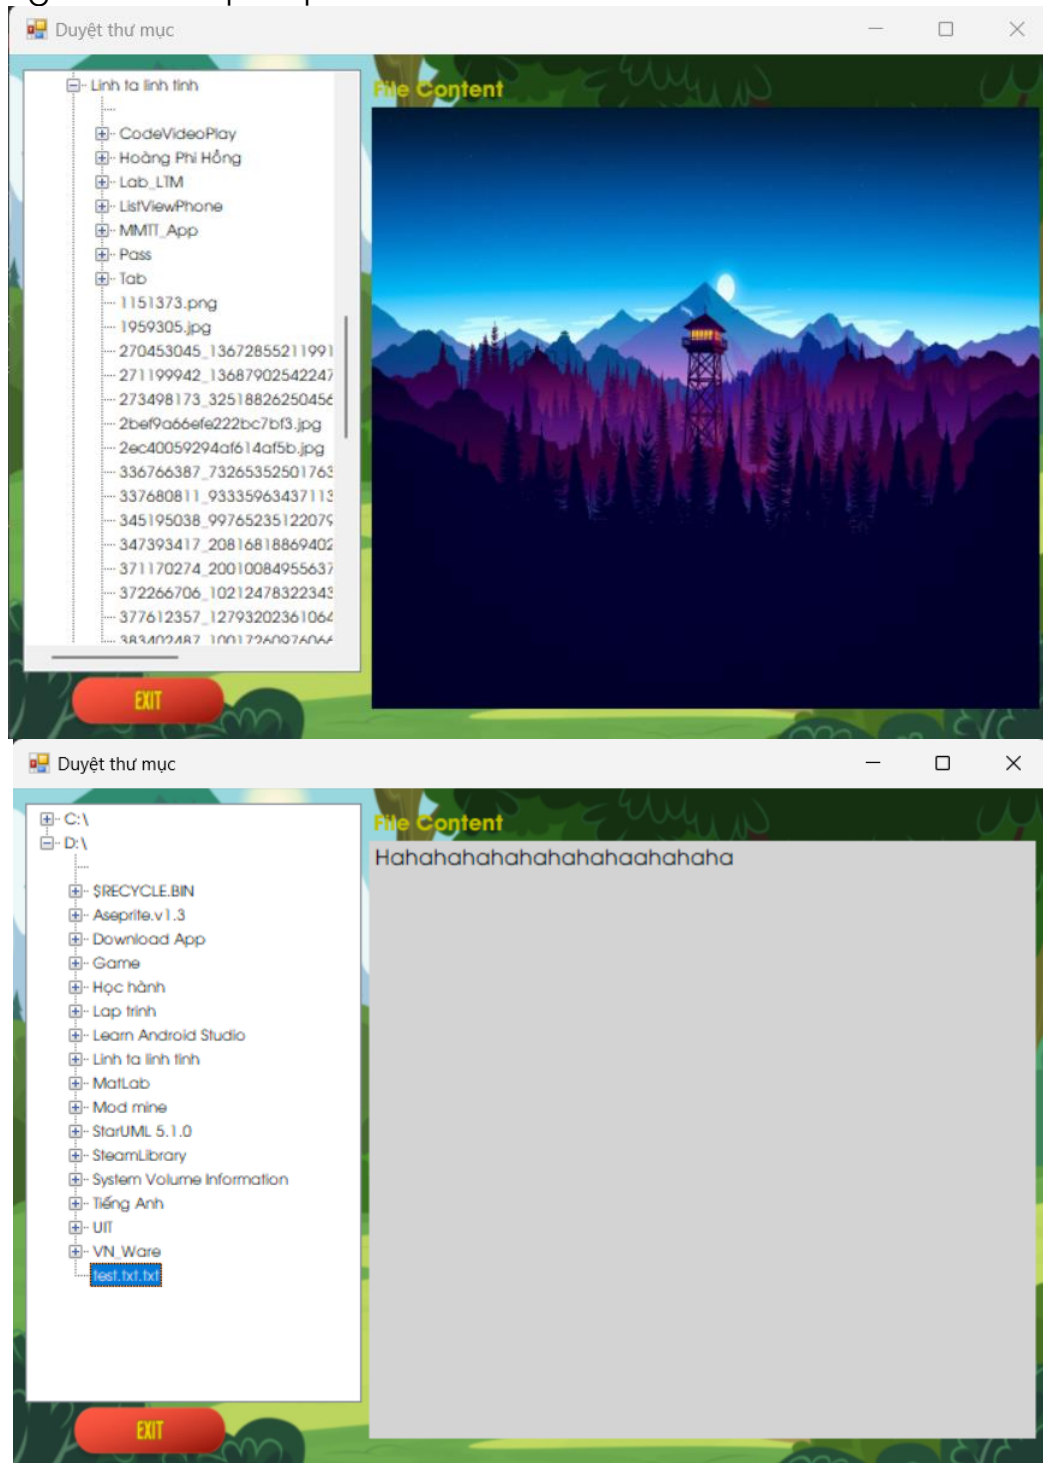 Duyệt thư mục
File Content
Linh ta linh tinh
CodeVideoPlay
Hoàng Phi Hồng
Lab_LTM
ListViewPhone
MMTT_App
Pass
Tab
1151373.png
1959305.jpg
270453045_13672855211991
271199942_13687902542247
273498173_32518826250456
2bef9a66efe222bc7bf3.jpg
2ec40059294af614af5b.jpg
336766387_73265352501763
337680811_93335963437113
345195038_99765235122079
347393417_20816818869402
371170274_20010084955637
372266706_10212478322343
377612357_12793202361064
383402487_10017260976066
EXIT
Duyệt thư mục
File Content
C:\
D:\
$RECYCLE.BIN
Aseprite.v1.3
Download App
Game
Học hành
Lap trinh
Learn Android Studio
Linh ta linh tinh
MatLab
Mod mine
StarUML 5.1.0
SteamLibrary
System Volume Information
Tiếng Anh
UIT
VN_Ware
test.txt.txt
Hahahahahahahahahaahahaha
EXIT